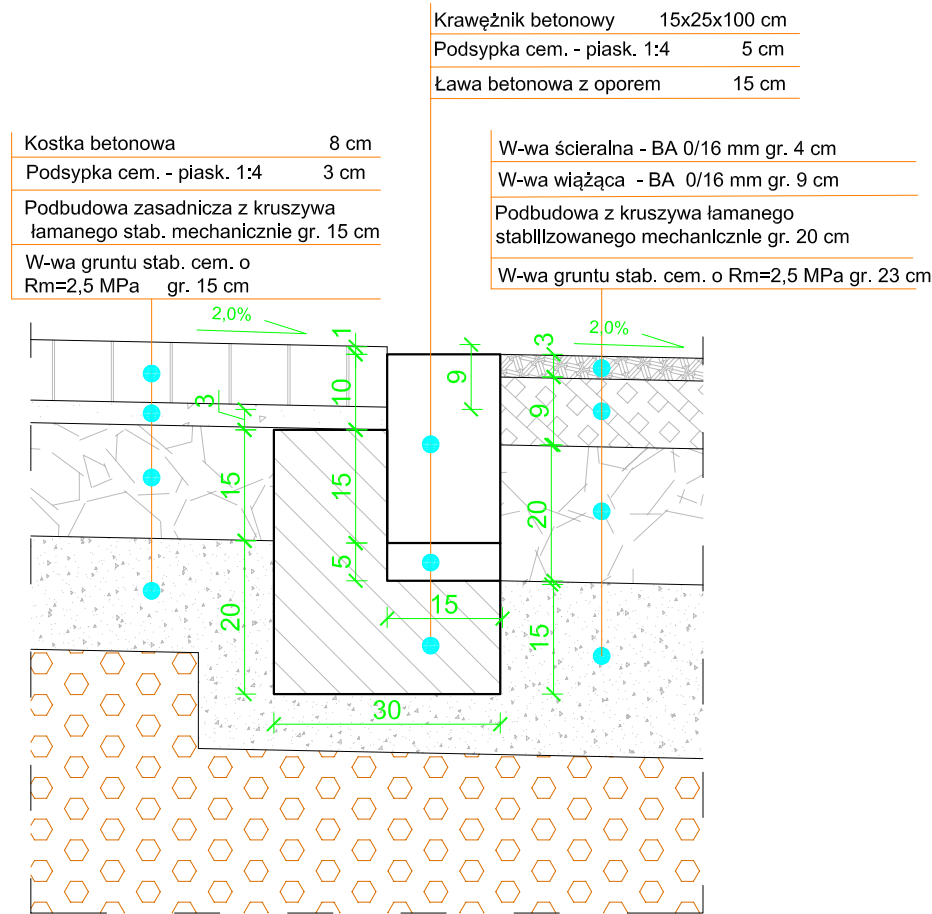 Krawężnik betonowy 15x25x100 cm
Podsypka cem. - piask. 1:4 5 cm
Ława betonowa z oporem 15 cm
Kostka betonowa 8 cm
Podsypka cem. - piask. 1:4 3 cm
Podbudowa zasadnicza z kruszywa
łamanego stab. mechanicznie gr. 15 cm
W-wa gruntu stab. cem. o
Rm=2,5 MPa gr. 15 cm
W-wa ścieralna - BA 0/16 mm gr. 4 cm
W-wa wiążąca - BA 0/16 mm gr. 9 cm
Podbudowa z kruszywa łamanego
stabilizowanego mechanicznie gr. 20 cm
W-wa gruntu stab. cem. o Rm=2,5 MPa gr. 23 cm
2,0%
2,0%
1
3
9
10
3
9
15
15
20
5
20
15
15
30